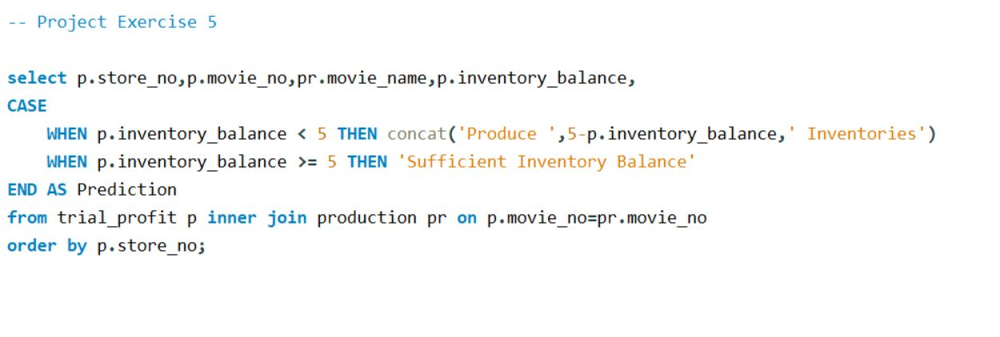 -- Project Exercise 5
select p.store_no,p.movie_no,pr.movie_name,p.inventory_balance,
CASE
WHEN p.inventory_balance < 5 THEN concat('Produce ',5-p.inventory_balance,' Inventories')
WHEN p.inventory_balance >= 5 THEN 'Sufficient Inventory Balance'
END AS Prediction
from trial_profit p inner join production pr on p.movie_no=pr.movie_no
order by p.store_no;